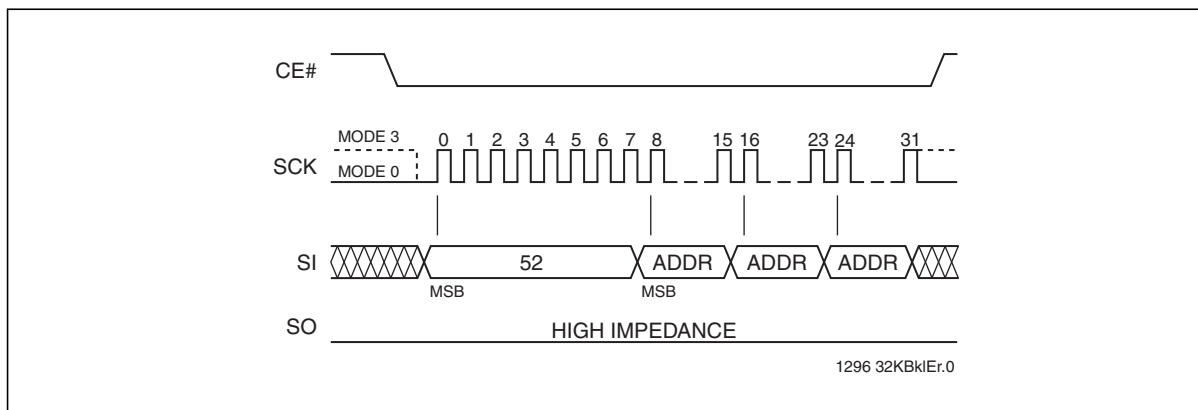 CE#
MODE 3
0 1 2 3 4 5 6 7 8 15 16 23 24 31
SCK
MODE 0
SI
52 ADDR ADDR ADDR
MSB MSB
SO
HIGH IMPEDANCE
1296 32KBklEr.0